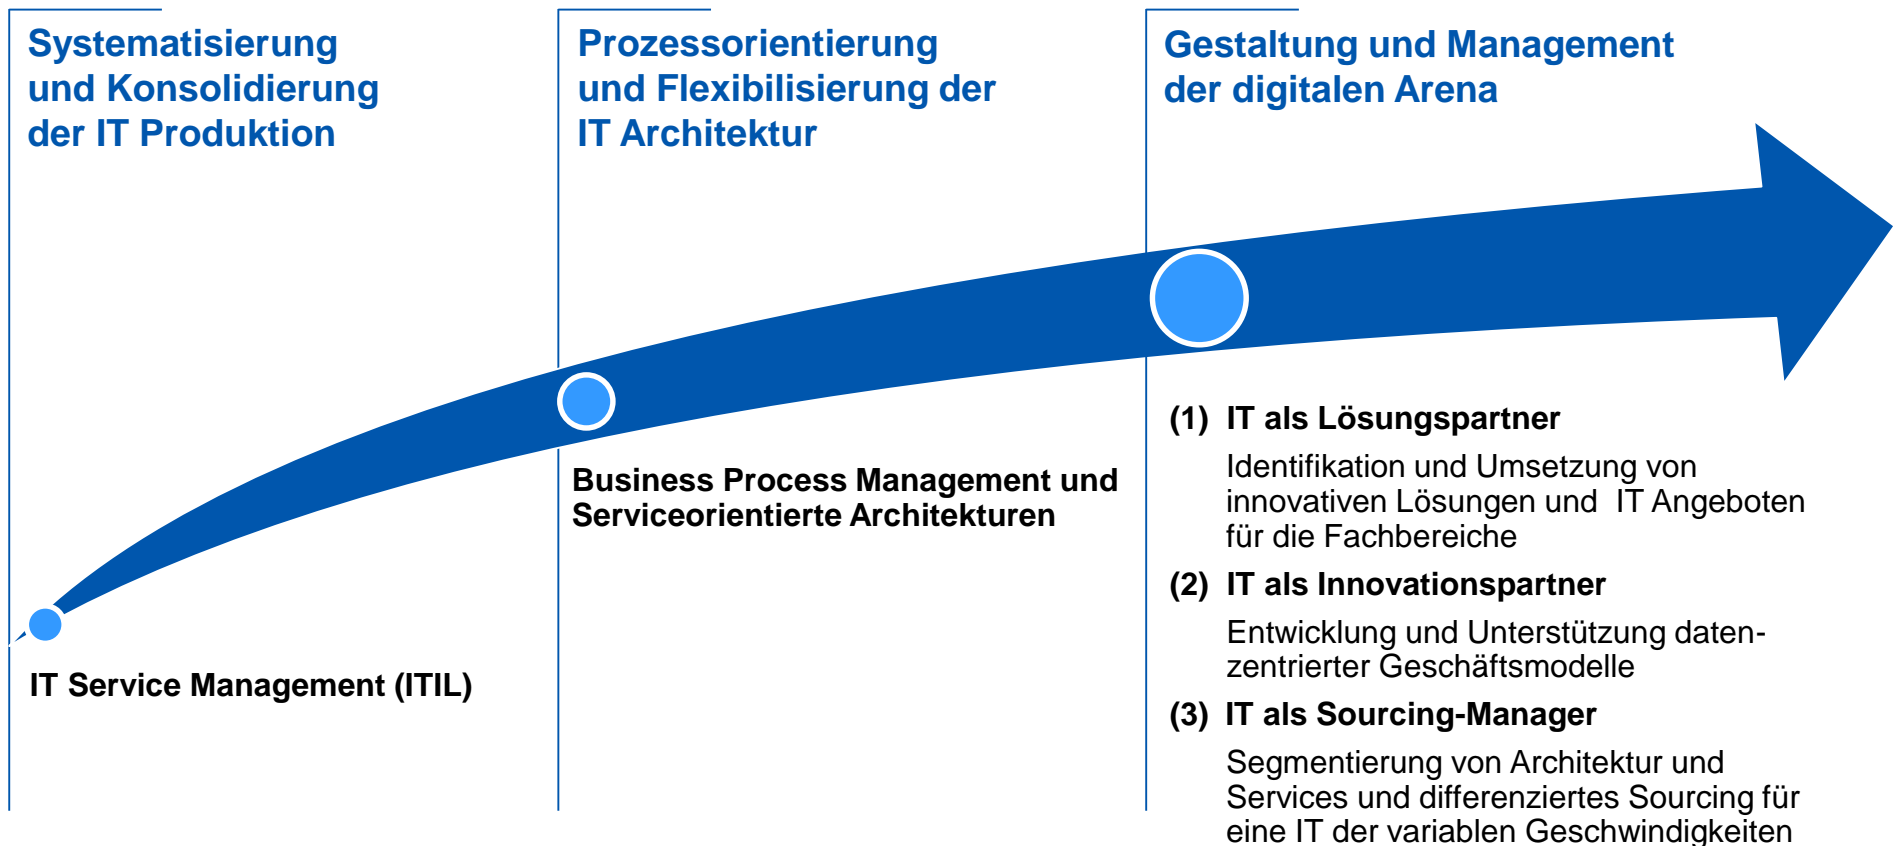 Systematisierung
und Konsolidierung
der IT Produktion
Prozessorientierung
und Flexibilisierung der
IT Architektur
Gestaltung und Management
der digitalen Arena
IT Service Management (ITIL)
Business Process Management und
Serviceorientierte Architekturen
(1) IT als Lösungspartner
Identifikation und Umsetzung von
innovativen Lösungen und IT Angeboten
für die Fachbereiche
(2) IT als Innovationspartner
Entwicklung und Unterstützung daten-
zentrierter Geschäftsmodelle
(3) IT als Sourcing-Manager
Segmentierung von Architektur und
Services und differenziertes Sourcing für
eine IT der variablen Geschwindigkeiten